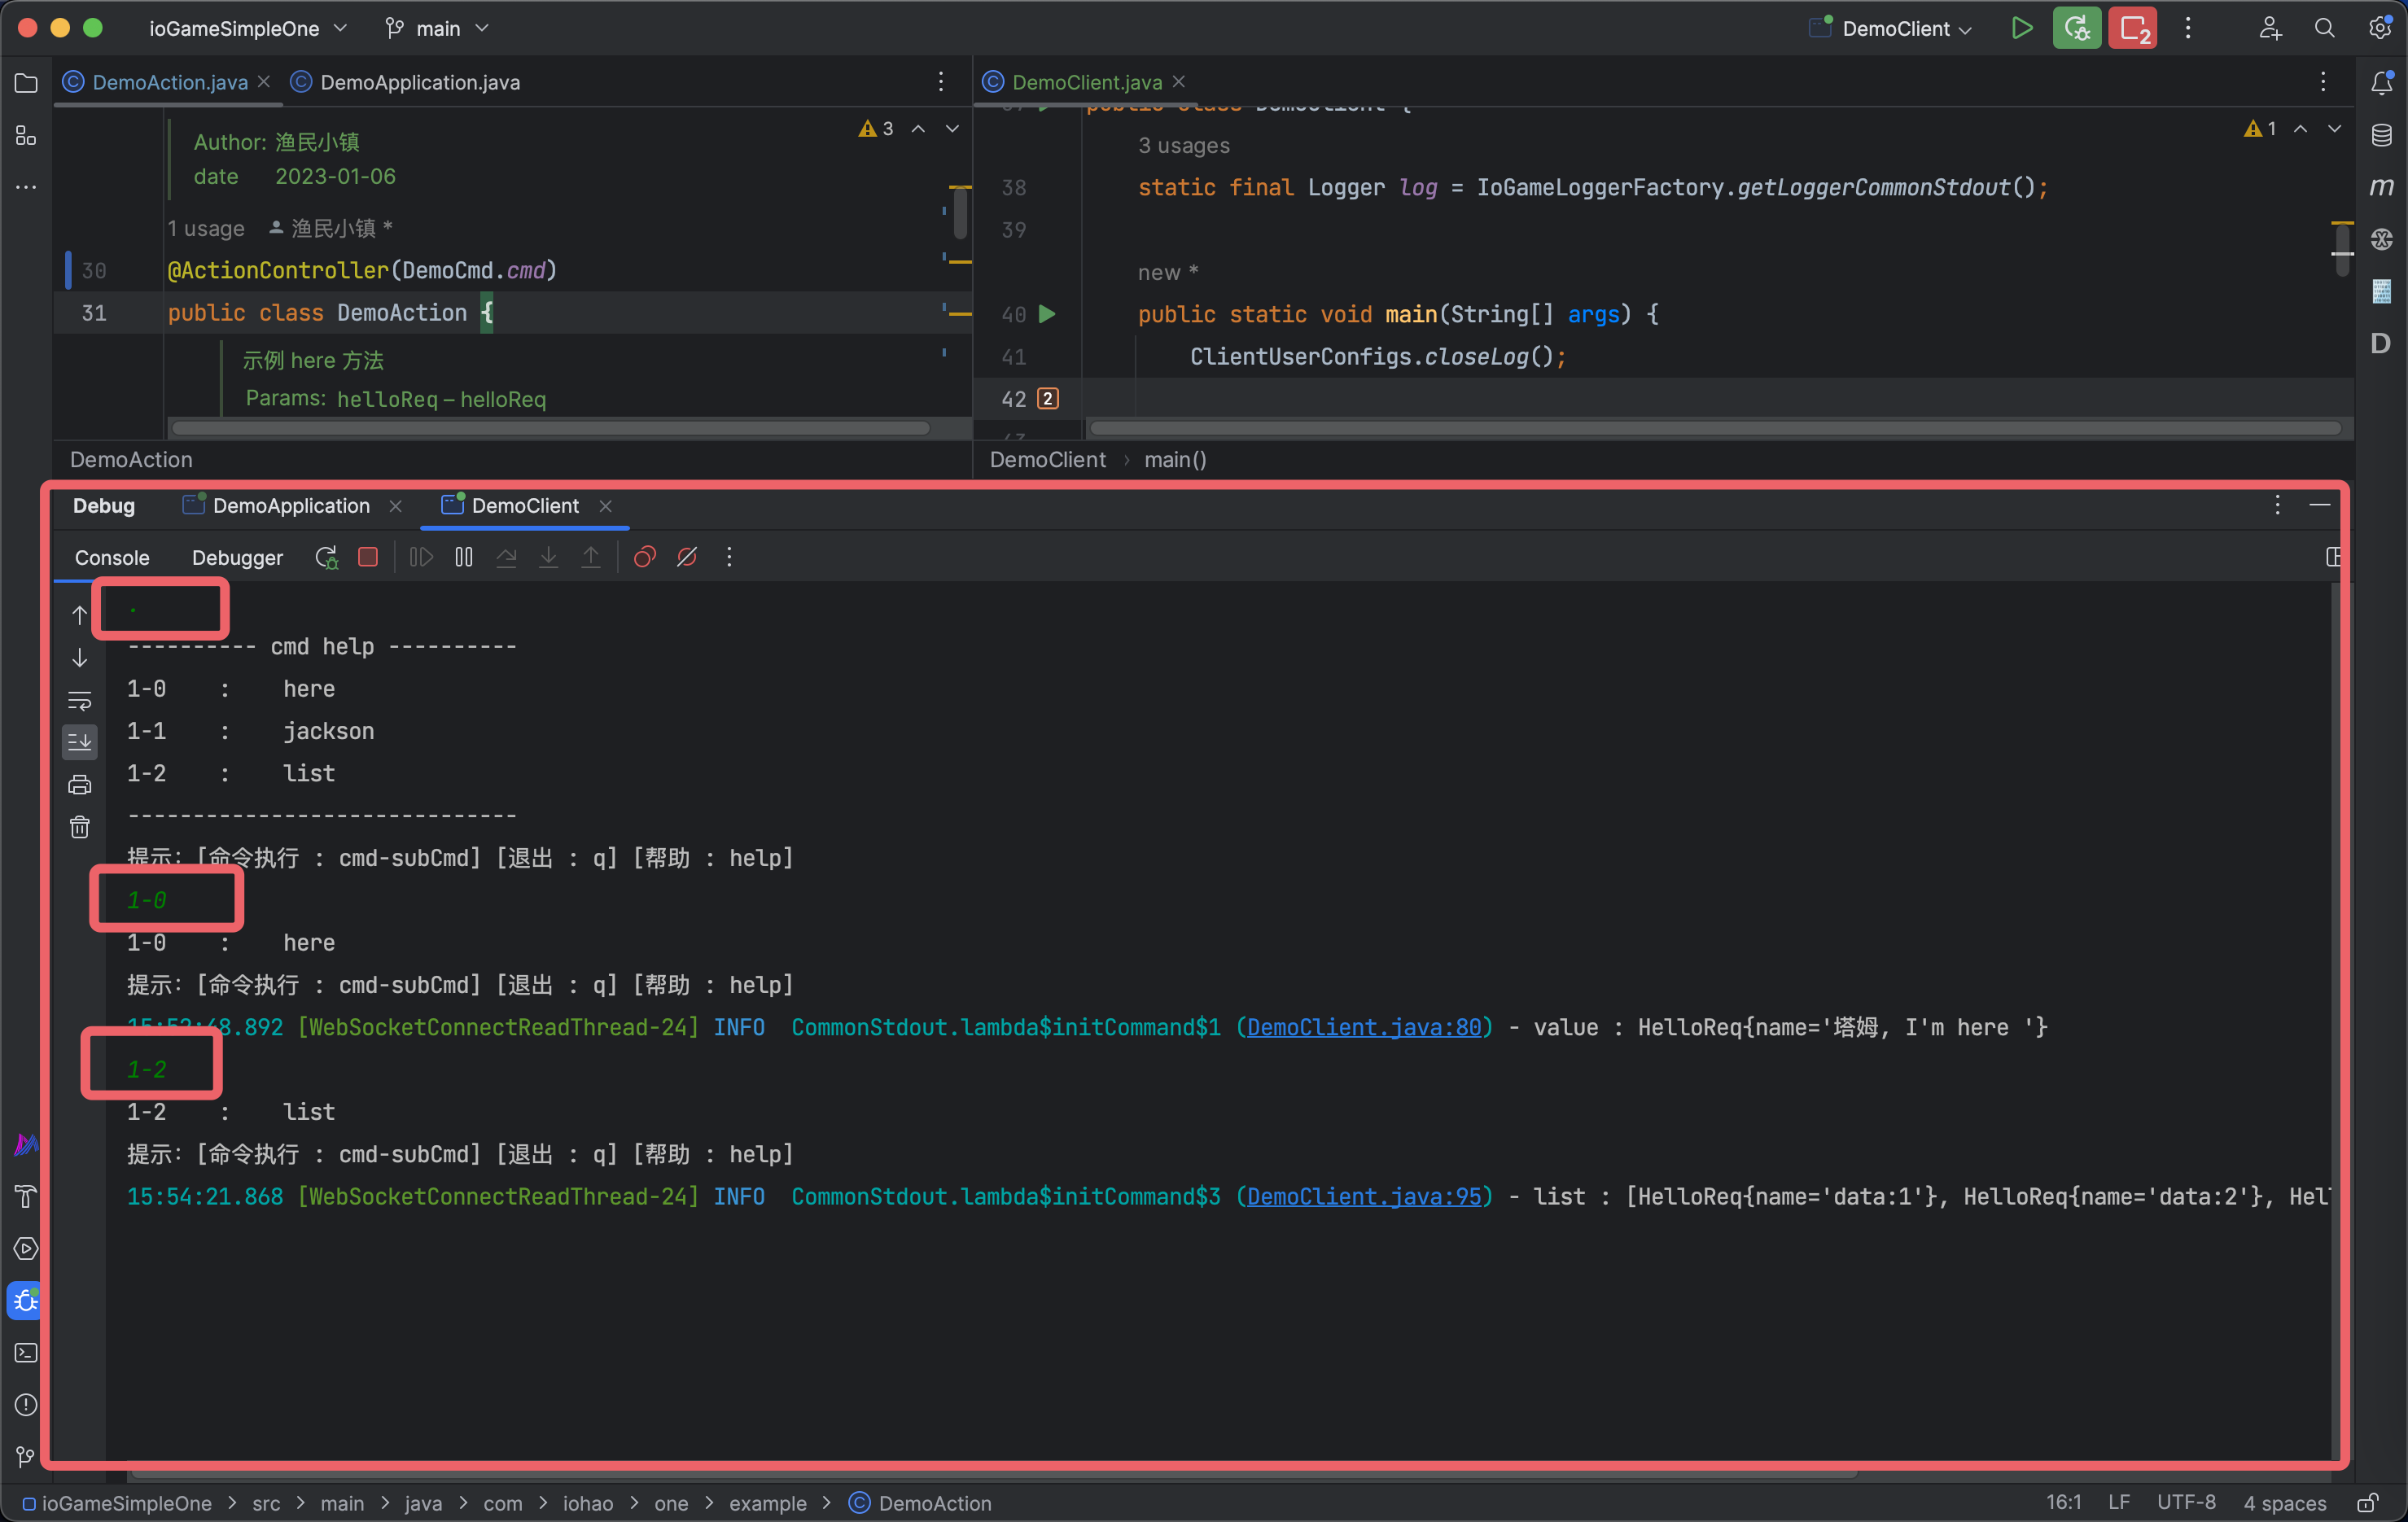 ioGameSimpleOne main DemoClient 2
DemoAction.java DemoApplication.java
Author: 渔民小镇
date 2023-01-06
3
1 usage 渔民小镇 *
30 @ActionController(DemoCmd.cmd)
31 public class DemoAction {
示例 here 方法
Params: helloReq – helloReq
DemoAction
DemoClient.java
public class DemoClient {
1
3 usages
38 static final Logger log = IoGameLoggerFactory.getLoggerCommonStdout();
39
new *
40 public static void main(String[] args) {
41 ClientUserConfigs.closeLog();
42 2
DemoClient › main()
m
D
Debug DemoApplication DemoClient
Console Debugger
.
---------- cmd help ----------
1-0 : here
1-1 : jackson
1-2 : list
------------------------------
提示: [命令执行 : cmd-subCmd] [退出 : q] [帮助 : help]
1-0
1-0 : here
提示: [命令执行 : cmd-subCmd] [退出 : q] [帮助 : help]
15:52:48.892 [WebSocketConnectReadThread-24] INFO CommonStdout.lambda$initCommand$1 (DemoClient.java:80) - value : HelloReq{name='塔姆, I'm here '}
1-2
1-2 : list
提示: [命令执行 : cmd-subCmd] [退出 : q] [帮助 : help]
15:54:21.868 [WebSocketConnectReadThread-24] INFO CommonStdout.lambda$initCommand$3 (DemoClient.java:95) - list : [HelloReq{name='data:1'}, HelloReq{name='data:2'}, Hel
ioGameSimpleOne > src > main > java > com > iohao > one > example > DemoAction 16:1 LF UTF-8 4 spaces